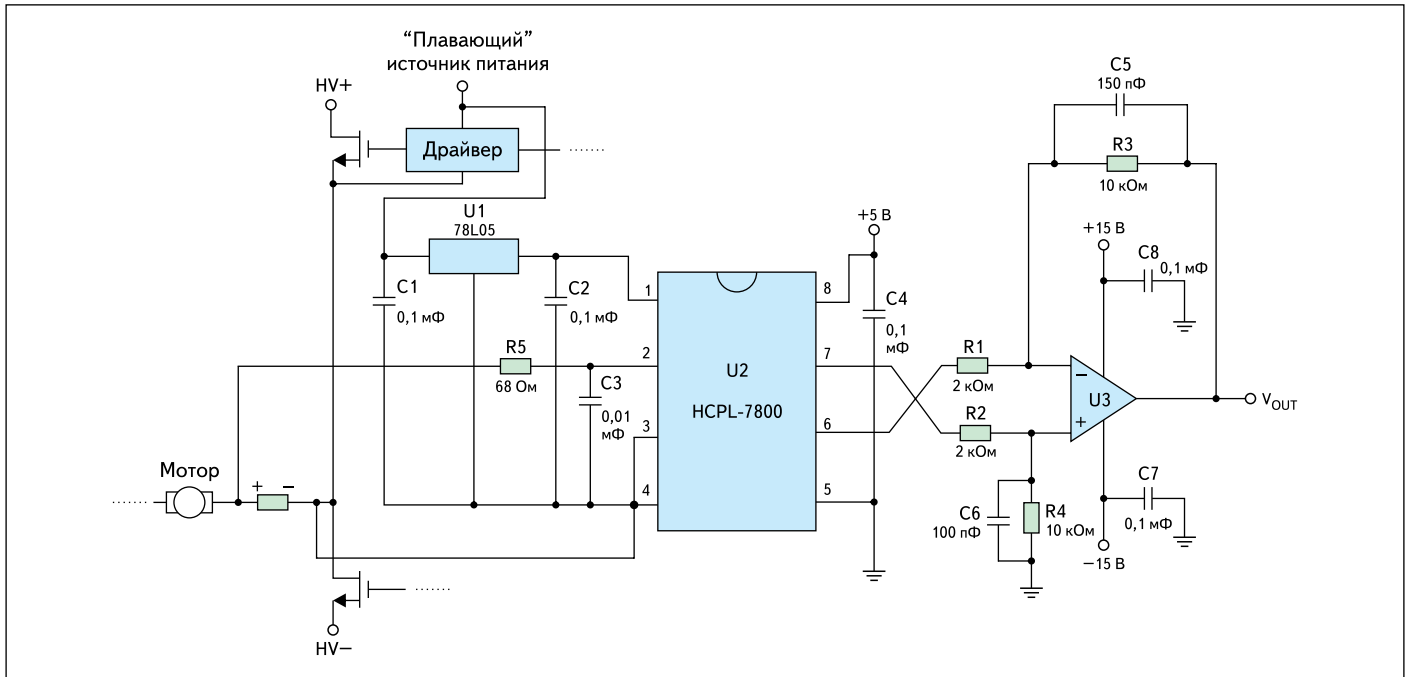 “Плавающий”
источник питания
HV+
Драйвер
........
U1
78L05
C1
0,1 мФ
C2
0,1 мФ
R5
68 Ом
C3
0,01
мФ
Мотор
........
+ −
........
HV−
1
2
3
4
U2
HCPL-7800
8
7
6
5
+5 В
C4
0,1
мФ
R1
2 кОм
R2
2 кОм
C6
100 пФ
R4
10 кОм
C5
150 пФ
R3
10 кОм
+15 В
C8
0,1 мФ
−
U3
+
VOUT
C7
0,1 мФ
−15 В